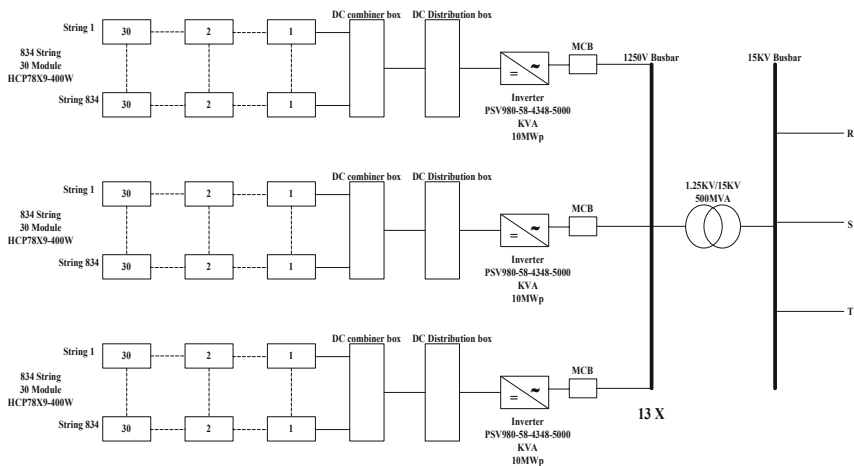 DC combiner box DC Distribution box
String 1
30 2 1
834 String
30 Module
HCP78X9-400W
String 834
30 2 1
= ~
MCB
Inverter
PSV980-58-4348-5000
KVA
10MWp
1250V Busbar
15KV Busbar
R
DC combiner box DC Distribution box
String 1
30 2 1
834 String
30 Module
HCP78X9-400W
String 834
30 2 1
= ~
MCB
Inverter
PSV980-58-4348-5000
KVA
10MWp
1.25KV/15KV
500MVA
S
T
DC combiner box DC Distribution box
String 1
30 2 1
834 String
30 Module
HCP78X9-400W
String 834
30 2 1
= ~
MCB
Inverter
PSV980-58-4348-5000
KVA
10MWp
13 X